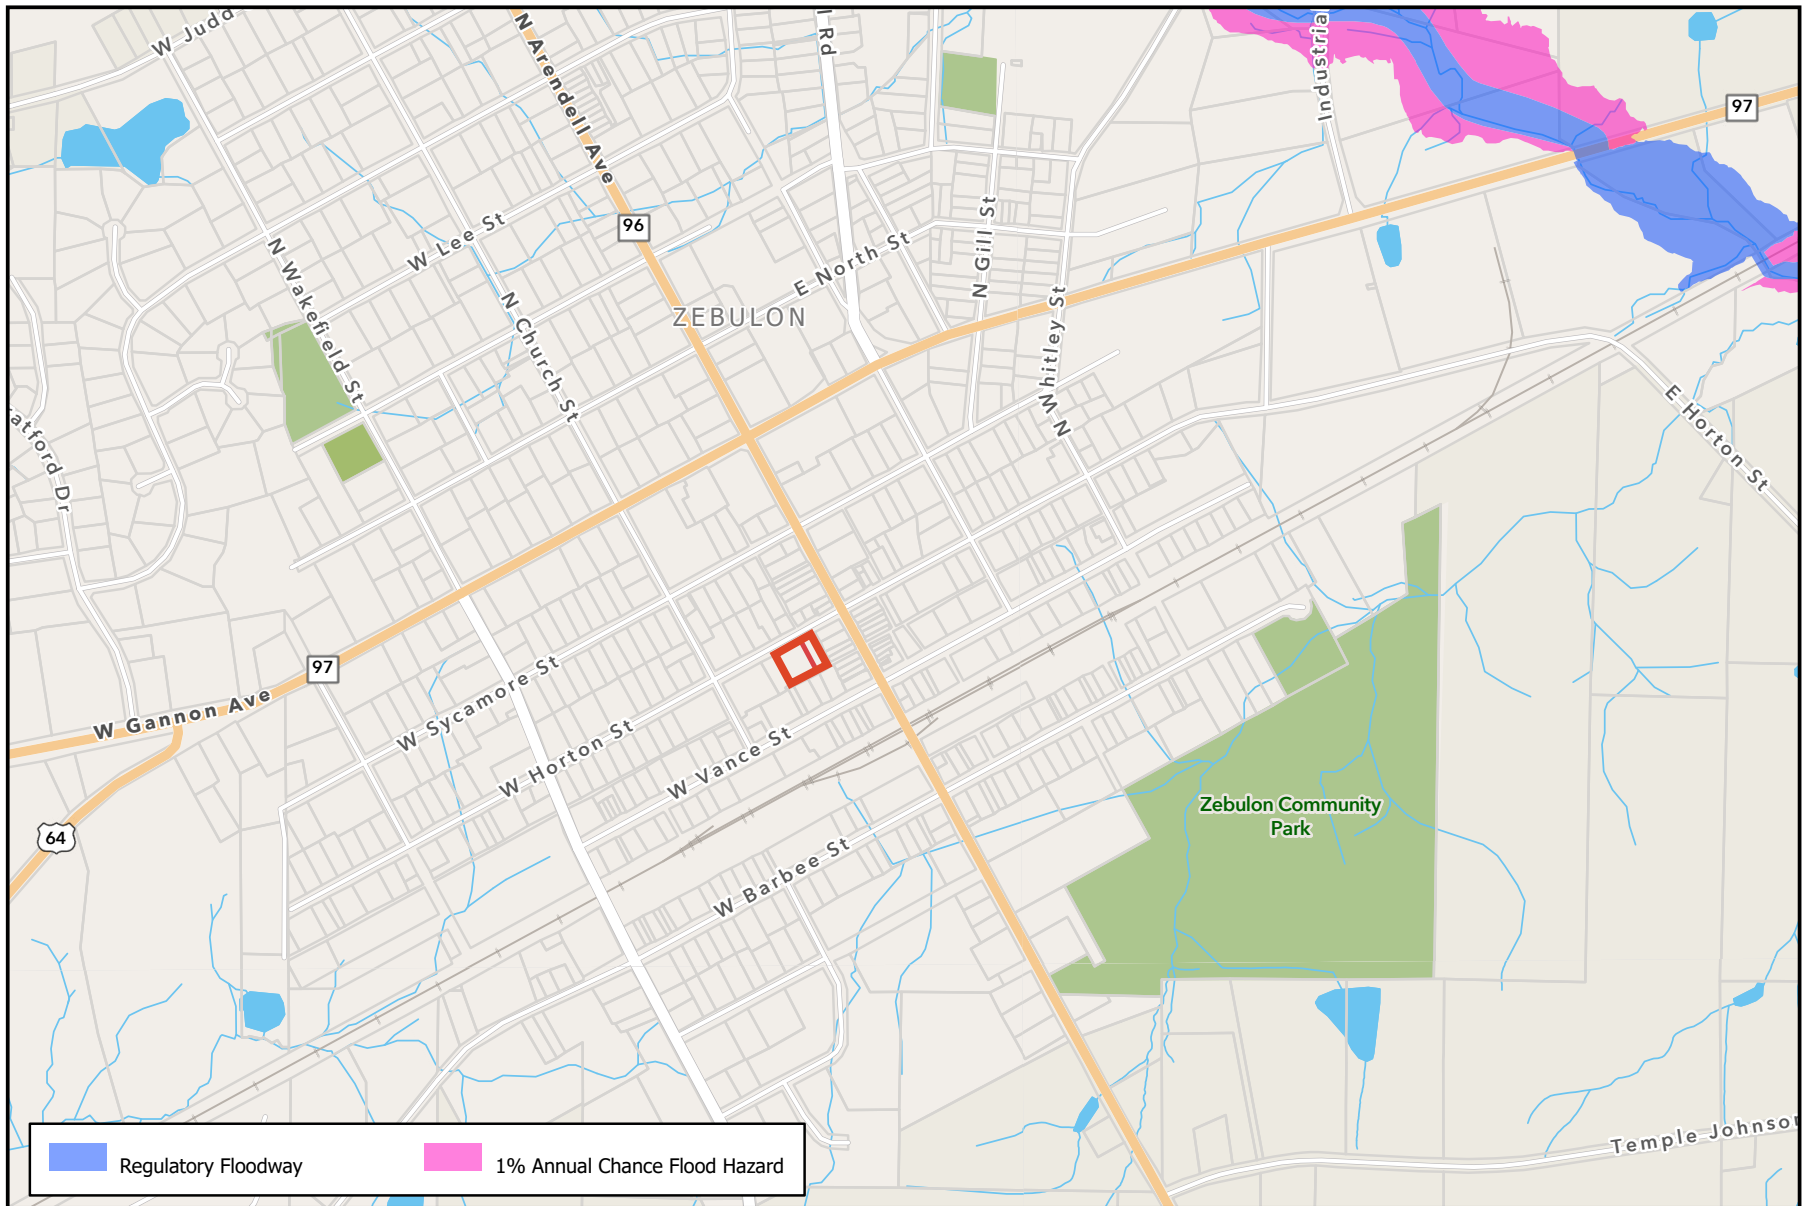 W Judd
N Arendell Ave
l Rd
Industria
97
96
W Lee St
N Wakefield St
N Church St
E North St
N Gill St
ZEBULON
N Whitley St
E Horton St
atford Dr
97
W Gannon Ave
W Sycamore St
W Horton St
W Vance St
64
Zebulon Community
Park
W Barbee St
Temple Johnson
Regulatory Floodway
1% Annual Chance Flood Hazard